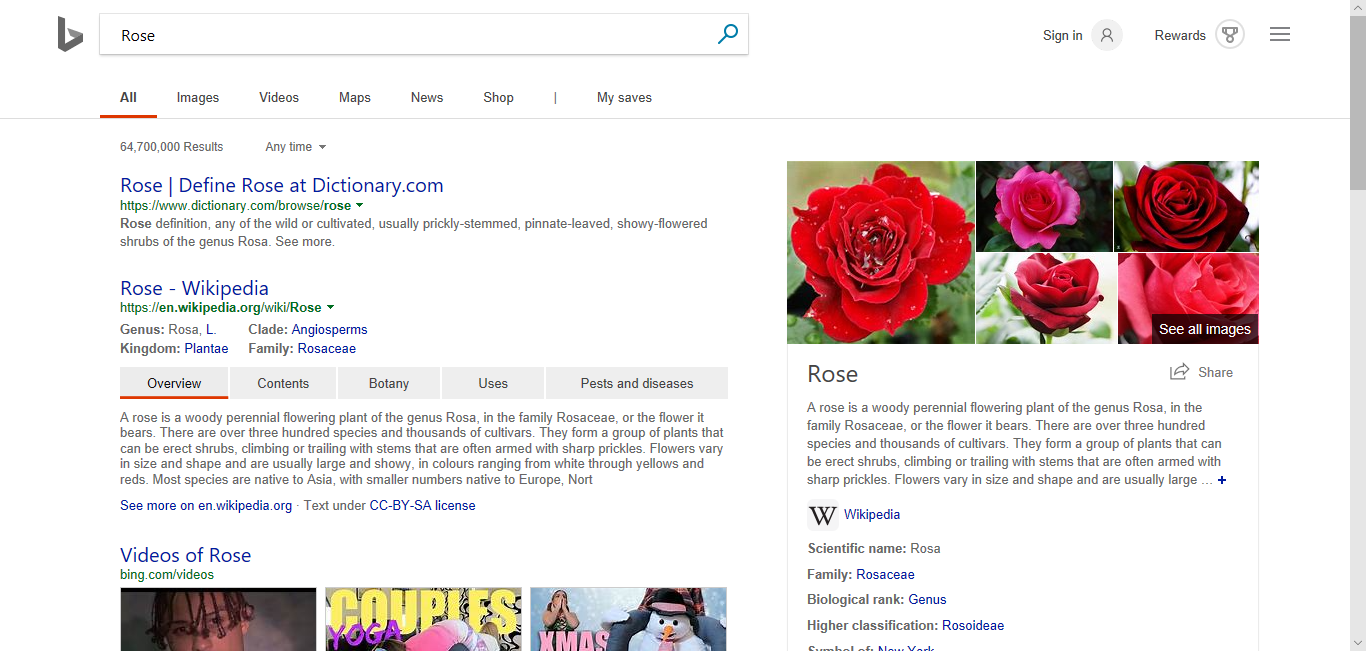 Rose
Sign in
Rewards
All Images Videos Maps News Shop | My saves
64,700,000 Results Any time
Rose | Define Rose at Dictionary.com
https://www.dictionary.com/browse/rose
Rose definition, any of the wild or cultivated, usually prickly-stemmed, pinnate-leaved, showy-flowered
shrubs of the genus Rosa. See more.
Rose - Wikipedia
https://en.wikipedia.org/wiki/Rose
Genus: Rosa, L. Clade: Angiosperms
Kingdom: Plantae Family: Rosaceae
Overview Contents Botany Uses Pests and diseases
A rose is a woody perennial flowering plant of the genus Rosa, in the family Rosaceae, or the flower it
bears. There are over three hundred species and thousands of cultivars. They form a group of plants that
can be erect shrubs, climbing or trailing with stems that are often armed with sharp prickles. Flowers vary
in size and shape and are usually large and showy, in colours ranging from white through yellows and
reds. Most species are native to Asia, with smaller numbers native to Europe, Nort
See more on en.wikipedia.org · Text under CC-BY-SA license
Videos of Rose
bing.com/videos
COUPLES
YOGA
XMAS
See all images
Rose
Share
A rose is a woody perennial flowering plant of the genus Rosa, in the
family Rosaceae, or the flower it bears. There are over three hundred
species and thousands of cultivars. They form a group of plants that can
be erect shrubs, climbing or trailing with stems that are often armed with
sharp prickles. Flowers vary in size and shape and are usually large ... +
W Wikipedia
Scientific name: Rosa
Family: Rosaceae
Biological rank: Genus
Higher classification: Rosoideae
Symbol of: New York